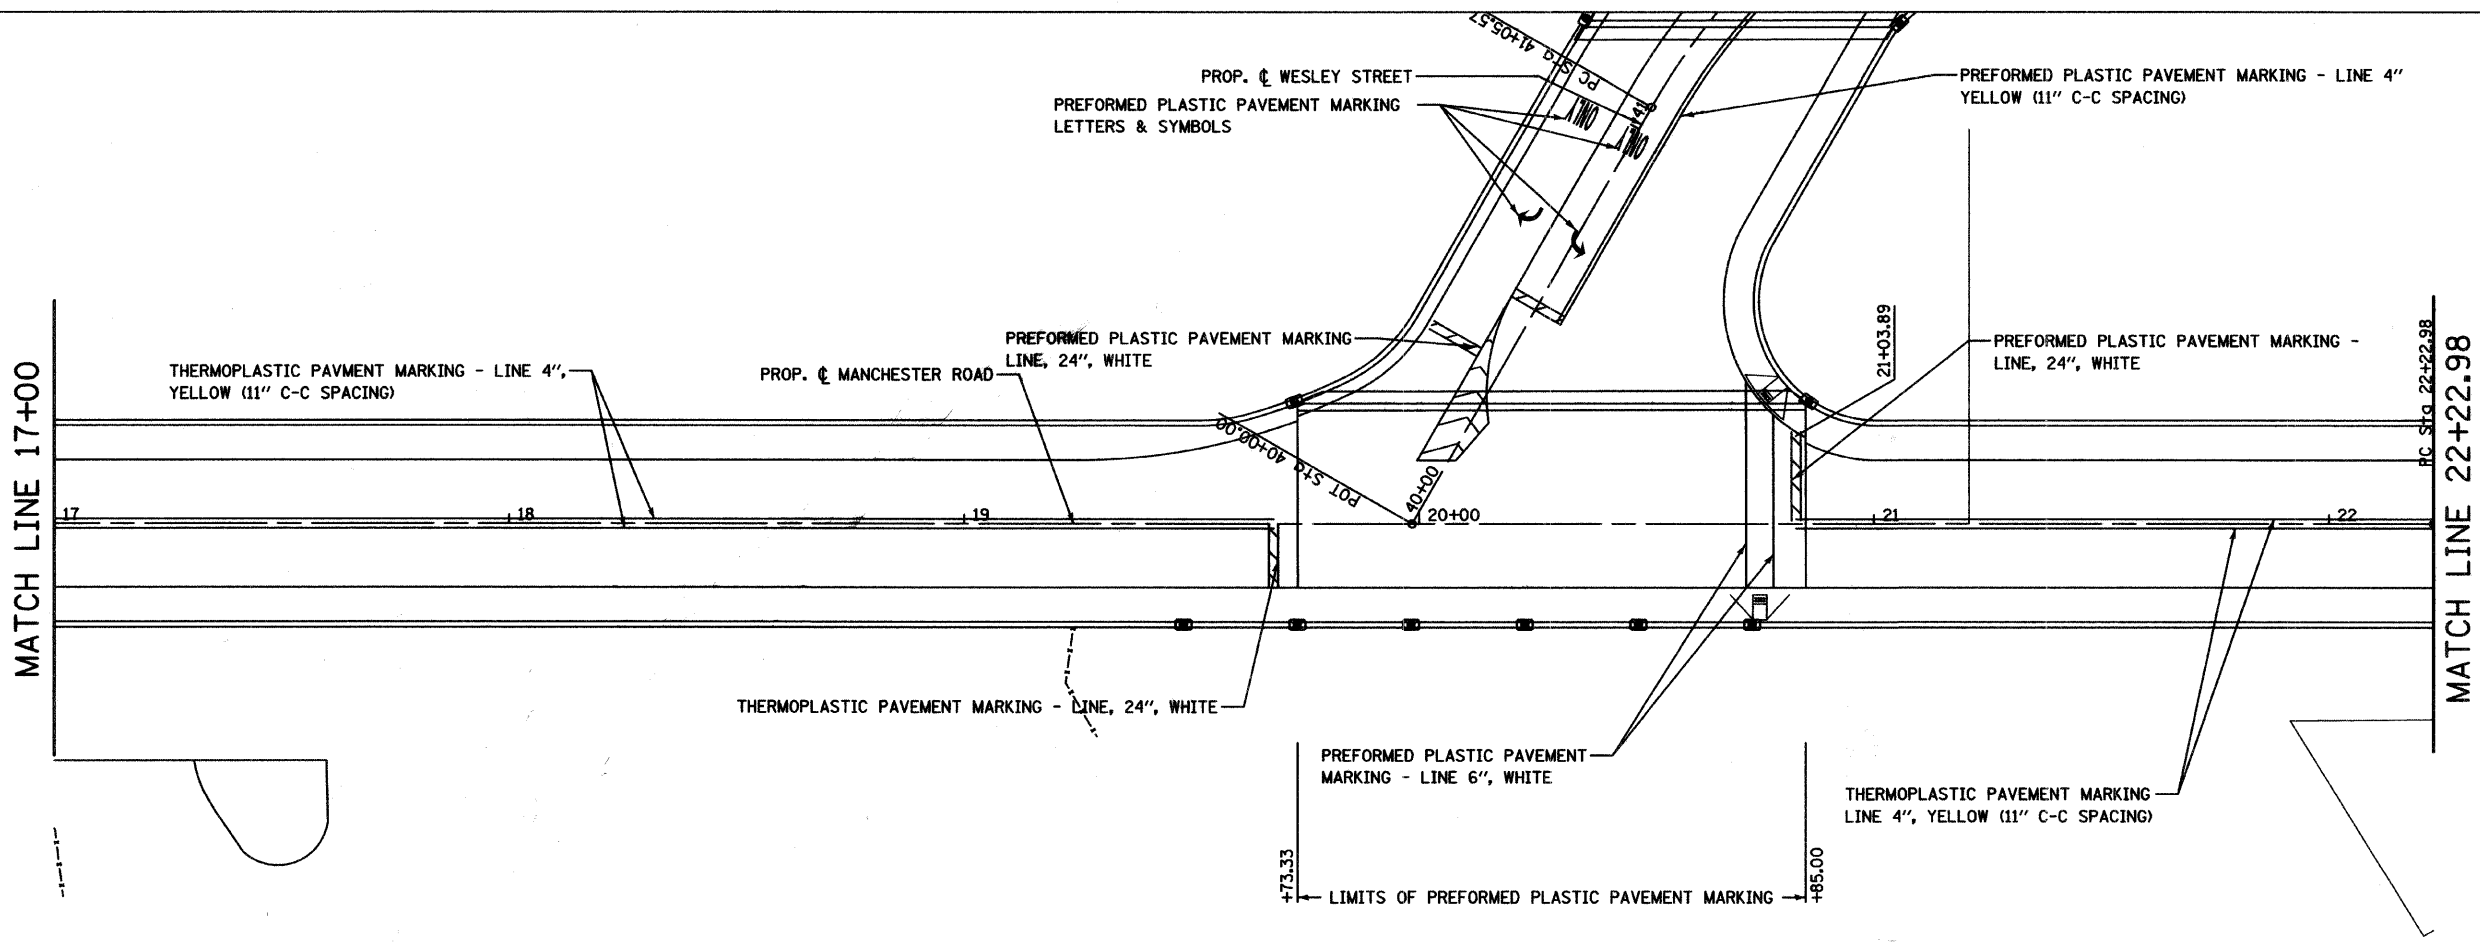 PC Sta 41+05.57
PROP. ℄ WESLEY STREET
PREFORMED PLASTIC PAVEMENT MARKING
LETTERS & SYMBOLS
PREFORMED PLASTIC PAVEMENT MARKING - LINE 4"
YELLOW (11" C-C SPACING)
41
ONLY
ONLY
MATCH LINE 17+00
THERMOPLASTIC PAVMENT MARKING - LINE 4",
YELLOW (11" C-C SPACING)
PROP. ℄ MANCHESTER ROAD
PREFORMED PLASTIC PAVEMENT MARKING
LINE, 24", WHITE
21+03.89
PREFORMED PLASTIC PAVEMENT MARKING -
LINE, 24", WHITE
PC Sta 22+22.98
MATCH LINE 22+22.98
POT Sta 40+00.00
40+00
17
18
19
20+00
21
22
THERMOPLASTIC PAVEMENT MARKING - LINE, 24", WHITE
PREFORMED PLASTIC PAVEMENT
MARKING - LINE 6", WHITE
THERMOPLASTIC PAVEMENT MARKING
LINE 4", YELLOW (11" C-C SPACING)
+73.33
LIMITS OF PREFORMED PLASTIC PAVEMENT MARKING
+85.00